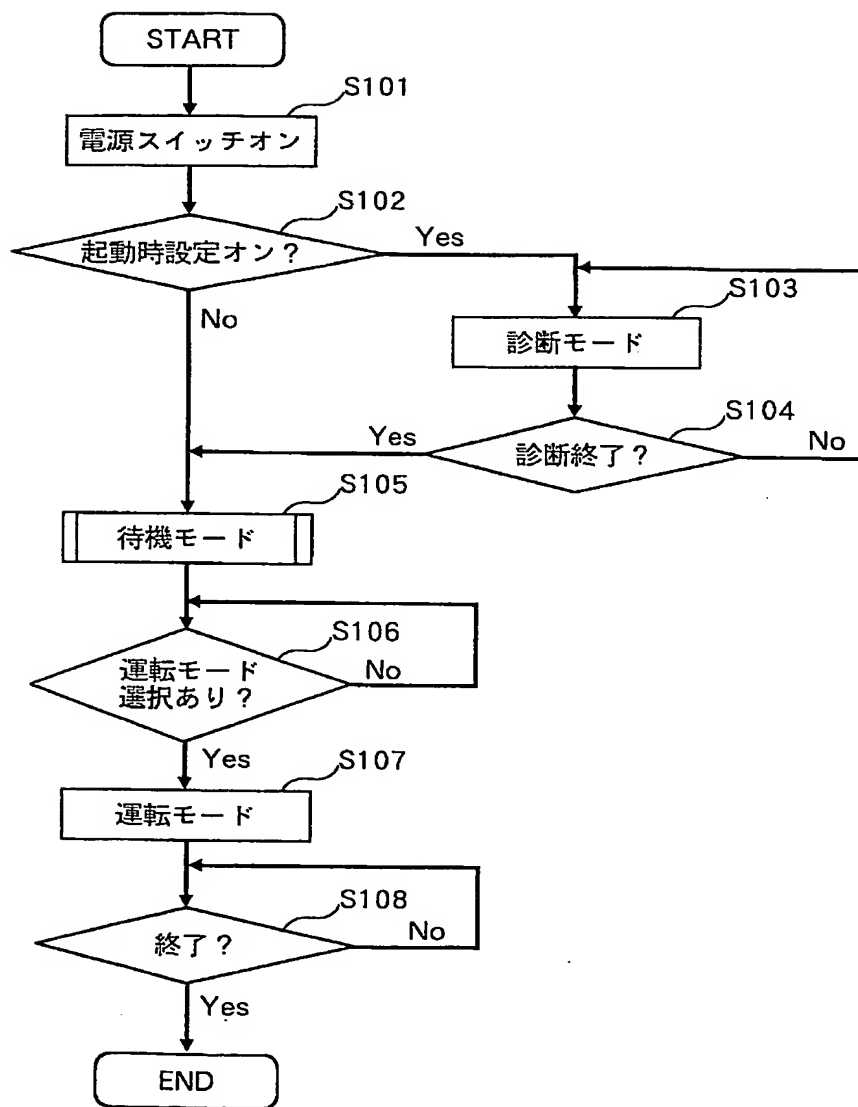 START
S101
電源スイッチオン
S102
起動時設定オン?
Yes
No
S103
診断モード
S104
診断終了?
Yes
No
S105
待機モード
S106
運転モード
選択あり?
No
Yes
S107
運転モード
S108
終了?
No
Yes
END